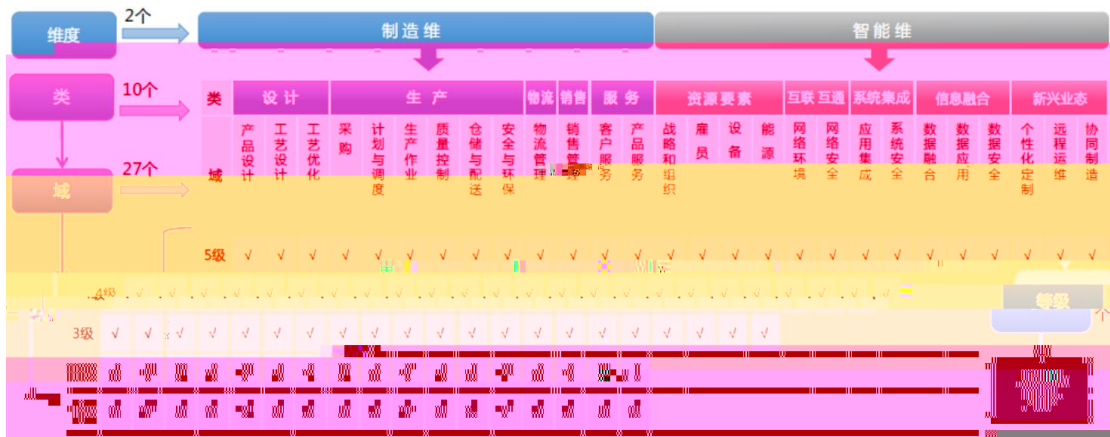 维度 2个 制造维 智能维
类 10个 类 设计 生产 物流 销售 服务 资源要素 互联互通 系统集成 信息融合 新兴业态
域 27个 域 产品设计 工艺设计 工艺优化 采购 计划与调度 生产作业 质量控制 仓储与配送 安全与环保 物流管理 销售管理 客户服务 产品服务 战略和组织 雇员 设备 能源 网络环境 网络安全 应用集成 系统安全 数据融合 数据应用 数据安全 个性化定制 远程运维 协同制造
5级 √ √ √ √ √ √ √ √ √ √ √ √ √ √ √ √ √ √ √ √ √ √ √ √ √ √ √
4级 √ √ √ √ √ √ √ √ √ √ √ √ √ √ √ √ √ √ √ √ √ √ √ √ 等级
3级 √ √ √ √ √ √ √ √ √ √ √ √ √ √ √ √ √ √ √ √ √ 个